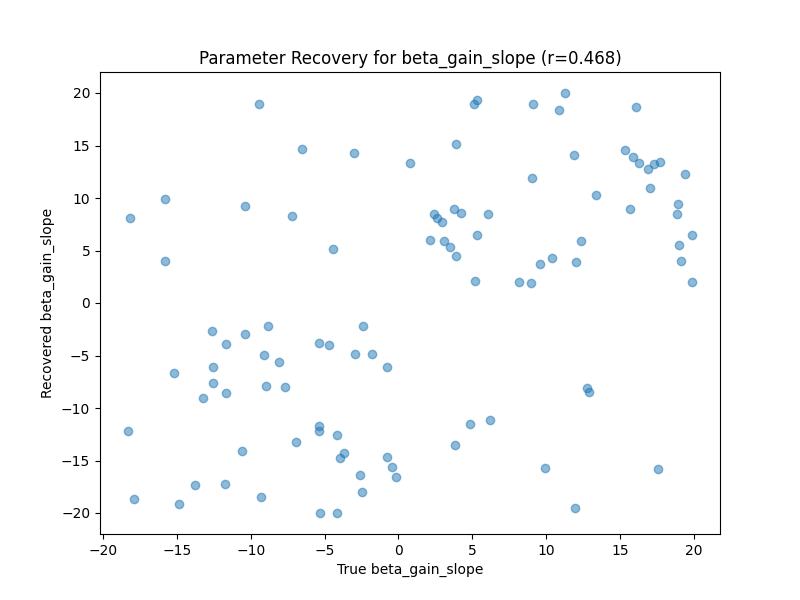 Parameter Recovery for beta_gain_slope (r=0.468)
20
15
10
5
0
−5
−10
−15
−20
Recovered beta_gain_slope
−20 −15 −10 −5 0 5 10 15 20
True beta_gain_slope